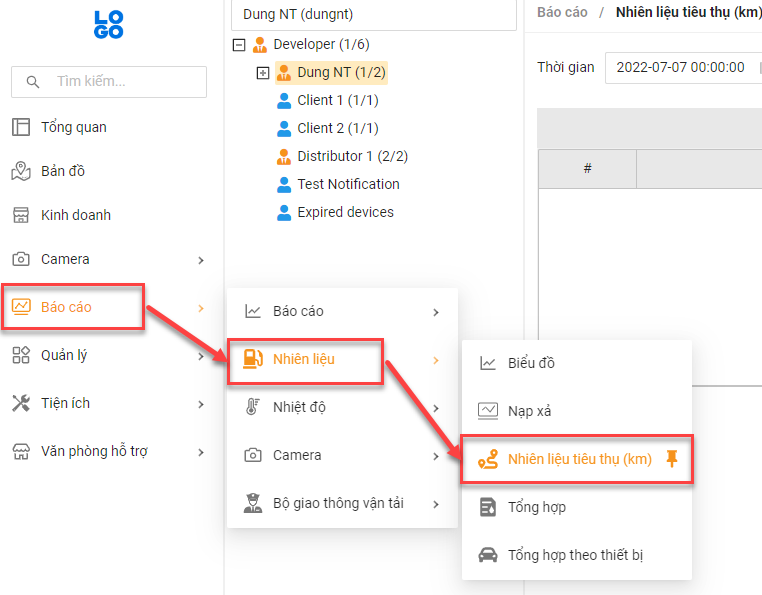 LO
GO
Tìm kiếm...
Tổng quan
Bản đồ
Kinh doanh
Camera
Báo cáo
Quản lý
Tiện ích
Văn phòng hỗ trợ
Dung NT (dungnt)
Developer (1/6)
Dung NT (1/2)
Client 1 (1/1)
Client 2 (1/1)
Distributor 1 (2/2)
Test Notification
Expired devices
Báo cáo
Nhiên liệu
Nhiệt độ
Camera
Bộ giao thông vận tải
Biểu đồ
Nạp xả
Nhiên liệu tiêu thụ (km)
Tổng hợp
Tổng hợp theo thiết bị
Báo cáo / Nhiên liệu tiêu thụ (km)
Thời gian 2022-07-07 00:00:00
#